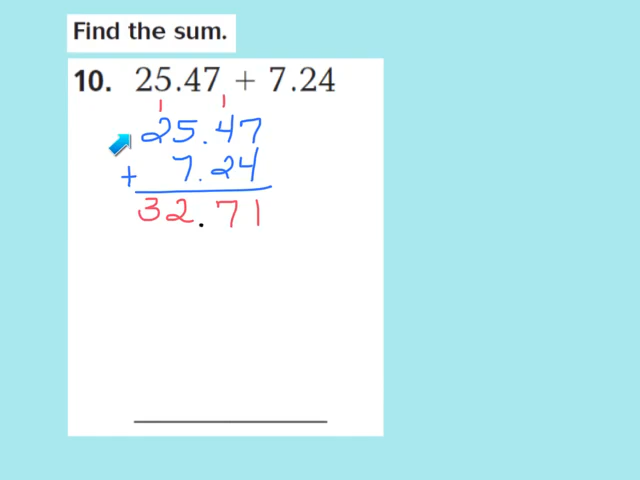 Find the sum.
10. 25.47 + 7.24
1 1
25.47
+ 7.24
32.71